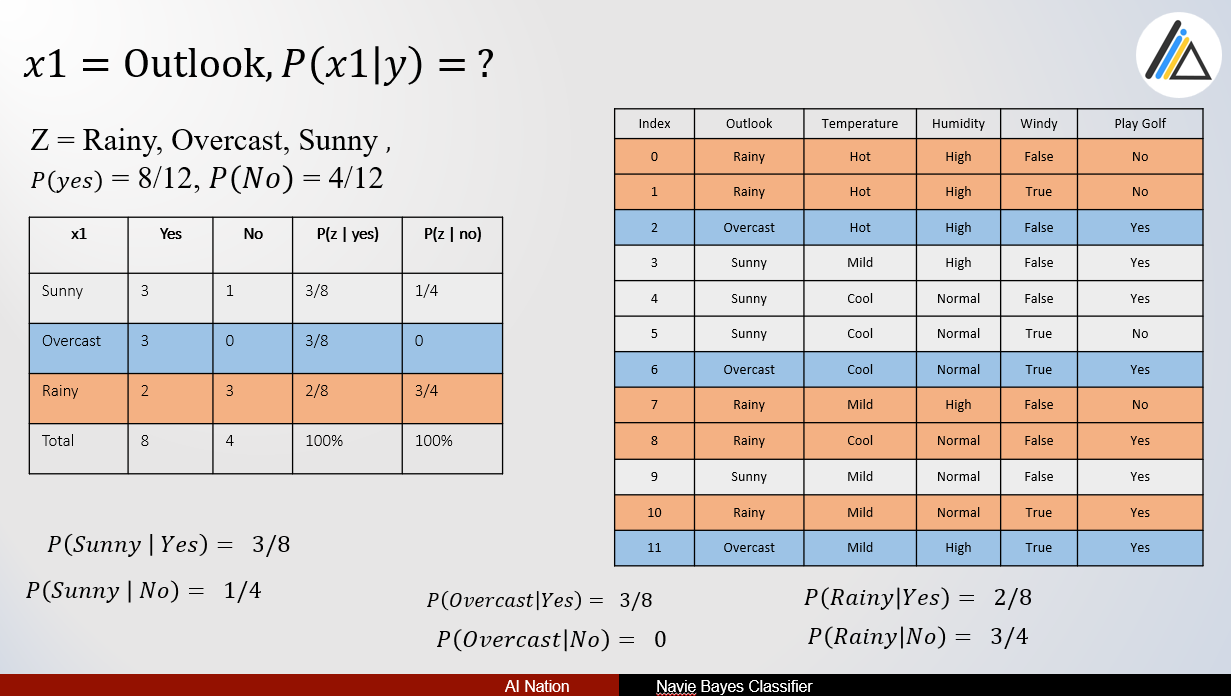 x1 = Outlook, P(x1|y) = ?
Z = Rainy, Overcast, Sunny ,
P(yes) = 8/12, P(No) = 4/12
x1 Yes No P(z | yes) P(z | no)
Sunny 3 1 3/8 1/4
Overcast 3 0 3/8 0
Rainy 2 3 2/8 3/4
Total 8 4 100% 100%
Index Outlook Temperature Humidity Windy Play Golf
0 Rainy Hot High False No
1 Rainy Hot High True No
2 Overcast Hot High False Yes
3 Sunny Mild High False Yes
4 Sunny Cool Normal False Yes
5 Sunny Cool Normal True No
6 Overcast Cool Normal True Yes
7 Rainy Mild High False No
8 Rainy Cool Normal False Yes
9 Sunny Mild Normal False Yes
10 Rainy Mild Normal True Yes
11 Overcast Mild High True Yes
P(Sunny | Yes) = 3/8
P(Sunny | No) = 1/4
P(Overcast|Yes) = 3/8
P(Overcast|No) = 0
P(Rainy|Yes) = 2/8
P(Rainy|No) = 3/4
AI Nation
Navie Bayes Classifier